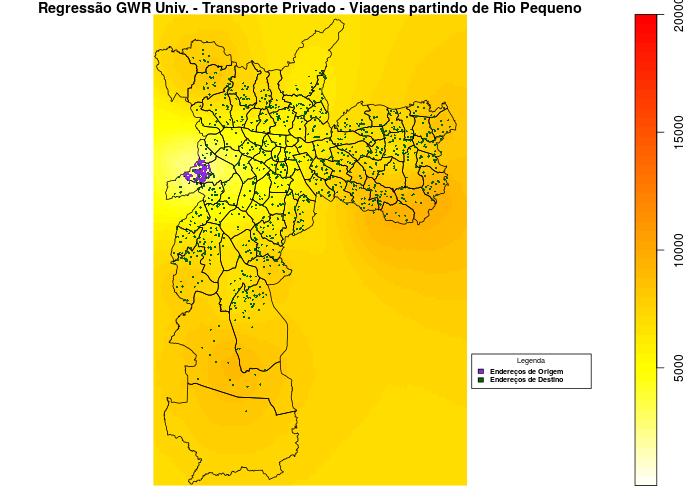 Regressão GWR Univ. - Transporte Privado - Viagens partindo de Rio Pequeno
20000
15000
10000
5000
Legenda
Endereços de Origem
Endereços de Destino